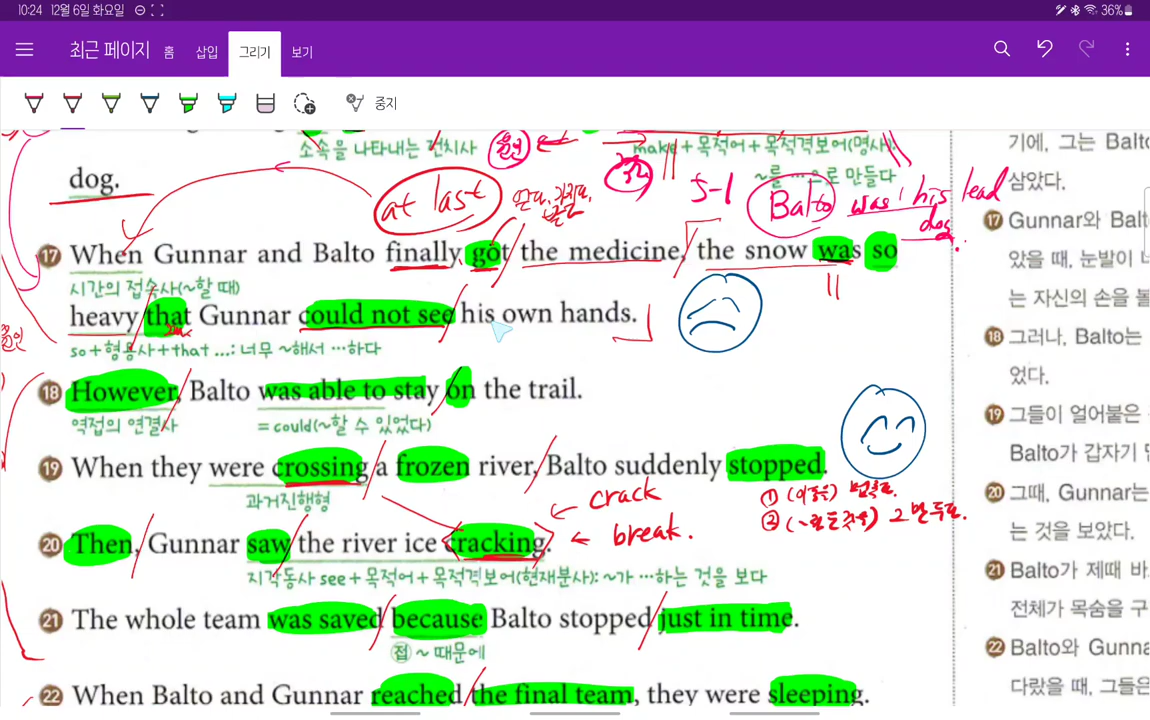 10:24 12월 6일 화요일 36%
최근 페이지 홈 삽입 그리기 보기
중지
소속을 나타내는 전치사
make + 목적어 + 목적격보어(명사):
~를 …으로 만들다
기에, 그는 Balto
삼았다.
dog.
at last
5-1
Balto was his lead dog.
⑰ When Gunnar and Balto finally got the medicine, the snow was so
시간의 접속사(~할 때)
heavy that Gunnar could not see his own hands.
so + 형용사 + that …: 너무 ~해서 …하다
⑱ However, Balto was able to stay on the trail.
역접의 연결사
= could(~할 수 있었다)
⑲ When they were crossing a frozen river, Balto suddenly stopped.
과거진행형
crack
break.
⑳ Then, Gunnar saw the river ice cracking.
지각동사 see + 목적어 + 목적격보어(현재분사): ~가 …하는 것을 보다
㉑ The whole team was saved because Balto stopped just in time.
접 ~ 때문에
㉒ When Balto and Gunnar reached the final team, they were sleeping.
⑰ Gunnar와 Balt
았을 때, 눈발이 너
는 자신의 손을 볼
⑱ 그러나, Balto는
었다.
⑲ 그들이 얼어붙은
Balto가 갑자기 멈
⑳ 그때, Gunnar는
는 것을 보았다.
㉑ Balto가 제때 바
전체가 목숨을 구
㉒ Balto와 Gunna
다랐을 때, 그들은